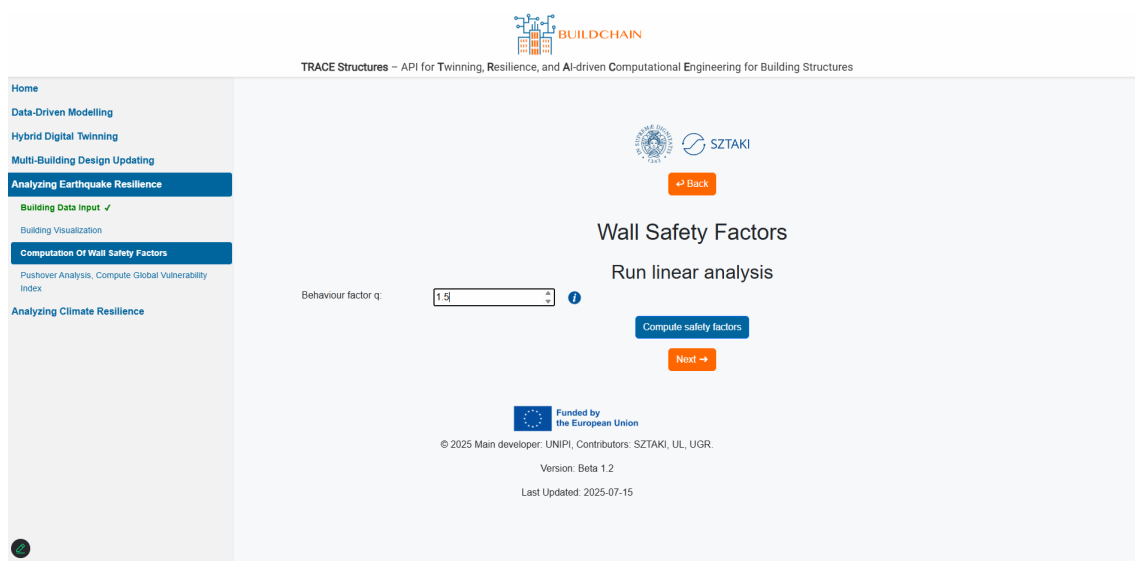 BUILDCHAIN
TRACE Structures – API for Twinning, Resilience, and AI-driven Computational Engineering for Building Structures
Home
Data-Driven Modelling
Hybrid Digital Twinning
Multi-Building Design Updating
Analyzing Earthquake Resilience
Building Data Input ✓
Building Visualization
Computation Of Wall Safety Factors
Pushover Analysis, Compute Global Vulnerability
Index
Analyzing Climate Resilience
IN SUPREMÆ DIGNITATIS
1343
SZTAKI
↩ Back
Wall Safety Factors
Run linear analysis
Behaviour factor q:
1.5
i
Compute safety factors
Next →
Funded by
the European Union
© 2025 Main developer: UNIPI, Contributors: SZTAKI, UL, UGR.
Version: Beta 1.2
Last Updated: 2025-07-15